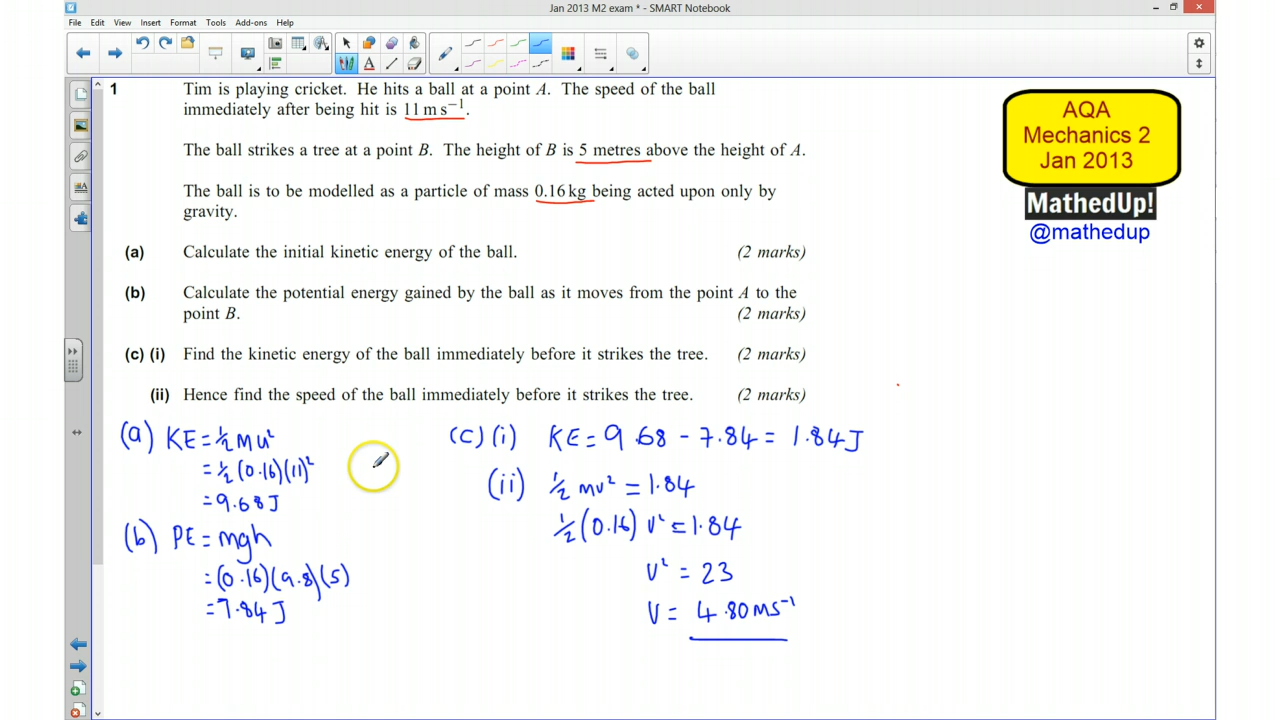 Jan 2013 M2 exam * - SMART Notebook
File Edit View Insert Format Tools Add-ons Help
1 Tim is playing cricket. He hits a ball at a point A. The speed of the ball
immediately after being hit is 11 m s⁻¹.
The ball strikes a tree at a point B. The height of B is 5 metres above the height of A.
The ball is to be modelled as a particle of mass 0.16 kg being acted upon only by
gravity.
(a) Calculate the initial kinetic energy of the ball. (2 marks)
(b) Calculate the potential energy gained by the ball as it moves from the point A to the
point B. (2 marks)
(c) (i) Find the kinetic energy of the ball immediately before it strikes the tree. (2 marks)
(ii) Hence find the speed of the ball immediately before it strikes the tree. (2 marks)
AQA
Mechanics 2
Jan 2013
MathedUp!
@mathedup
(a) KE = ½ mu²
= ½ (0.16)(11)²
= 9.68 J
(b) PE = mgh
= (0.16)(9.8)(5)
= 7.84 J
(c) (i) KE = 9.68 - 7.84 = 1.84 J
(ii) ½ mv² = 1.84
½ (0.16) v² = 1.84
v² = 23
v = 4.80 ms⁻¹